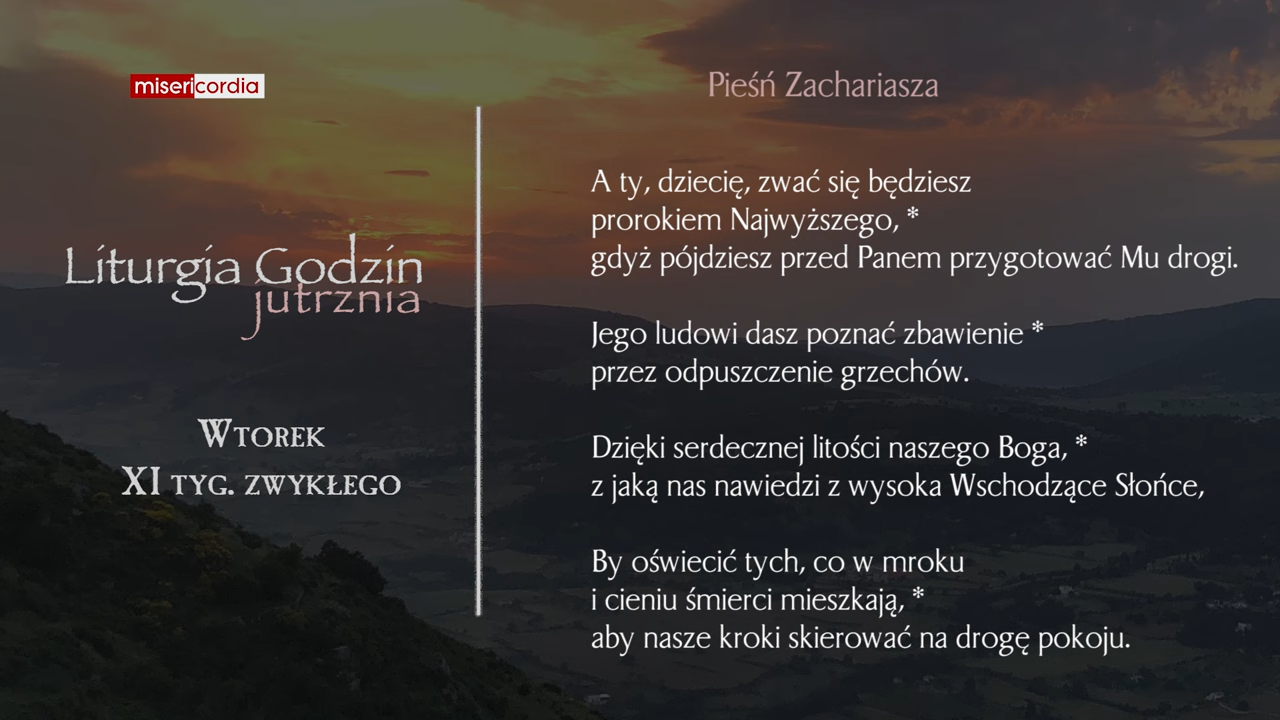 misericordia
Liturgia Godzin
jutrznia
Wtorek
XI tyg. zwykłego
Pieśń Zachariasza
A ty, dziecię, zwać się będziesz
prorokiem Najwyższego, *
gdyż pójdziesz przed Panem przygotować Mu drogi.
Jego ludowi dasz poznać zbawienie *
przez odpuszczenie grzechów.
Dzięki serdecznej litości naszego Boga, *
z jaką nas nawiedzi z wysoka Wschodzące Słońce,
By oświecić tych, co w mroku
i cieniu śmierci mieszkają, *
aby nasze kroki skierować na drogę pokoju.